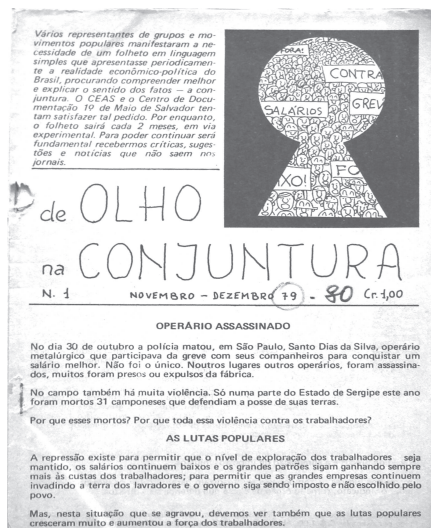 Vários representantes de grupos e mo-
vimentos populares manifestaram a ne-
cessidade de um folheto em linguagem
simples que apresentasse periodicamen-
te a realidade econômico-política do
Brasil, procurando compreender melhor
e explicar o sentido dos fatos — a con-
juntura. O CEAS e o Centro de Docu-
mentação 1º de Maio de Salvador ten-
tam satisfazer tal pedido. Por enquanto,
o folheto sairá cada 2 meses, em via
experimental. Para poder continuar será
fundamental recebermos críticas, suges-
tões e notícias que não saem nos
jornais.
FORA!
CONTRA
SALÁRIOS
GREV
IXO!
FO
de OLHO
na CONJUNTURA
N. 1 NOVEMBRO - DEZEMBRO 79 - 80 Cr. 1,00
OPERÁRIO ASSASSINADO
No dia 30 de outubro a polícia matou, em São Paulo, Santo Dias da Silva, operário
metalúrgico que participava da greve com seus companheiros para conquistar um
salário melhor. Não foi o único. Noutros lugares outros operários, foram assassina-
dos, muitos foram presos ou expulsos da fábrica.
No campo também há muita violência. Só numa parte do Estado de Sergipe este ano
foram mortos 31 camponeses que defendiam a posse de suas terras.
Por que esses mortos? Por que toda essa violência contra os trabalhadores?
AS LUTAS POPULARES
A repressão existe para permitir que o nível de exploração dos trabalhadores seja
mantido, os salários continuem baixos e os grandes patrões sigam ganhando sempre
mais às custas dos trabalhadores; para permitir que as grandes empresas continuem
invadindo a terra dos lavradores e o governo siga sendo imposto e não escolhido pelo
povo.
Mas, nesta situação que se agravou, devemos ver também que as lutas populares
cresceram muito e aumentou a força dos trabalhadores.